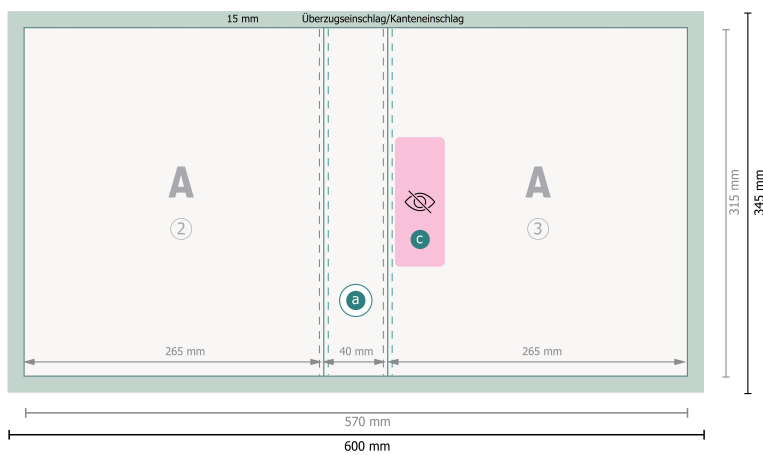 15 mm Überzugseinschlag/Kanteneinschlag
A A
2 3
c
a
265 mm 40 mm 265 mm
315 mm
345 mm
570 mm
600 mm